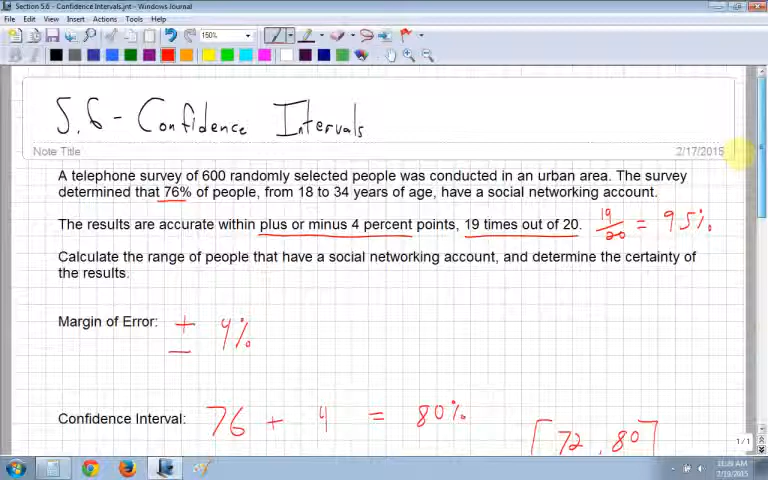 Section 5.6 - Confidence Intervals.jnt - Windows Journal
File Edit View Insert Actions Tools Help
150%
5.6 - Confidence Intervals
Note Title
2/17/2015
A telephone survey of 600 randomly selected people was conducted in an urban area. The survey
determined that 76% of people, from 18 to 34 years of age, have a social networking account.
The results are accurate within plus or minus 4 percent points, 19 times out of 20. 19/20 = 95%
Calculate the range of people that have a social networking account, and determine the certainty of
the results.
Margin of Error: ± 4%
Confidence Interval: 76 + 4 = 80%
[72, 80]
1 / 1
2/19/2015